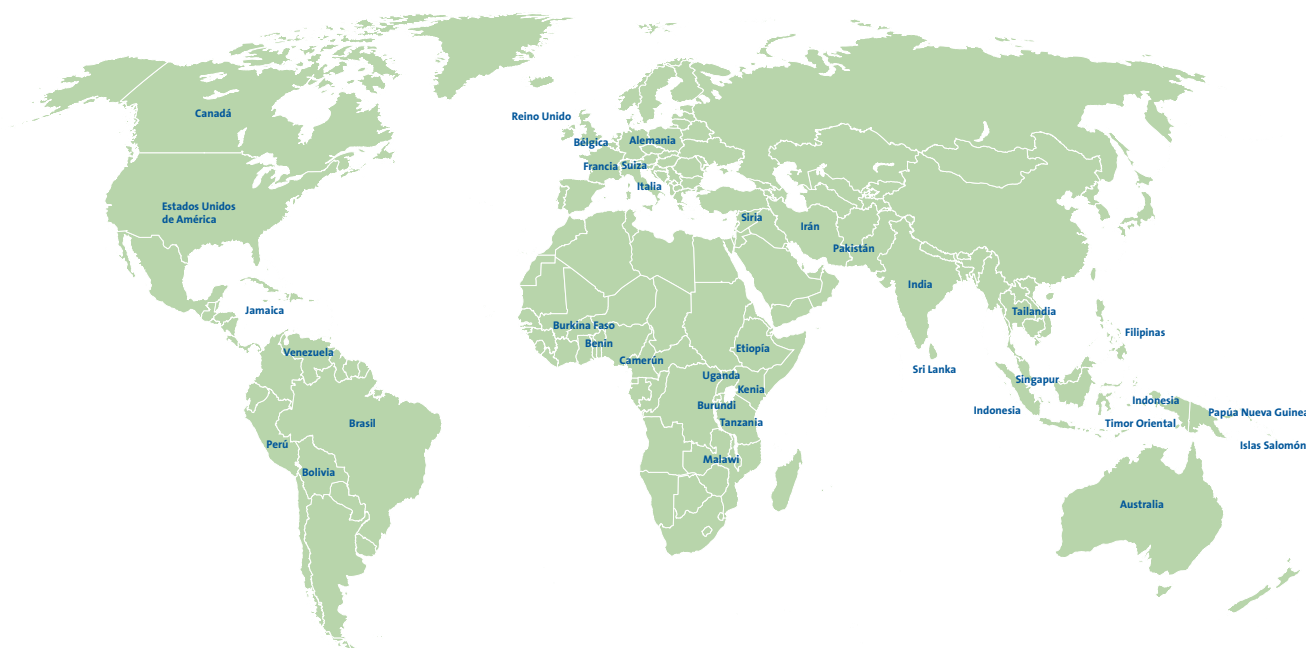 Canadá
Reino Unido
Bélgica
Alemania
Francia
Suiza
Italia
Estados Unidos
de América
Siria
Irán
Pakistán
India
Jamaica
Tailandia
Burkina Faso
Benin
Filipinas
Venezuela
Etiopía
Camerún
Sri Lanka
Uganda
Singapur
Kenia
Indonesia
Burundi
Indonesia
Papúa Nueva Guinea
Brasil
Tanzania
Timor Oriental
Perú
Islas Salomón
Malawi
Bolivia
Australia